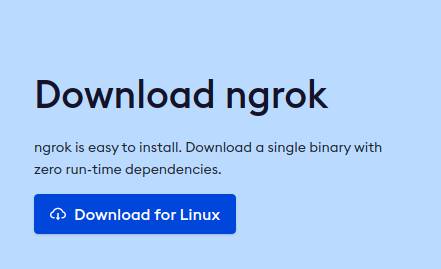 Download ngrok
ngrok is easy to install. Download a single binary with
zero run-time dependencies.
Download for Linux